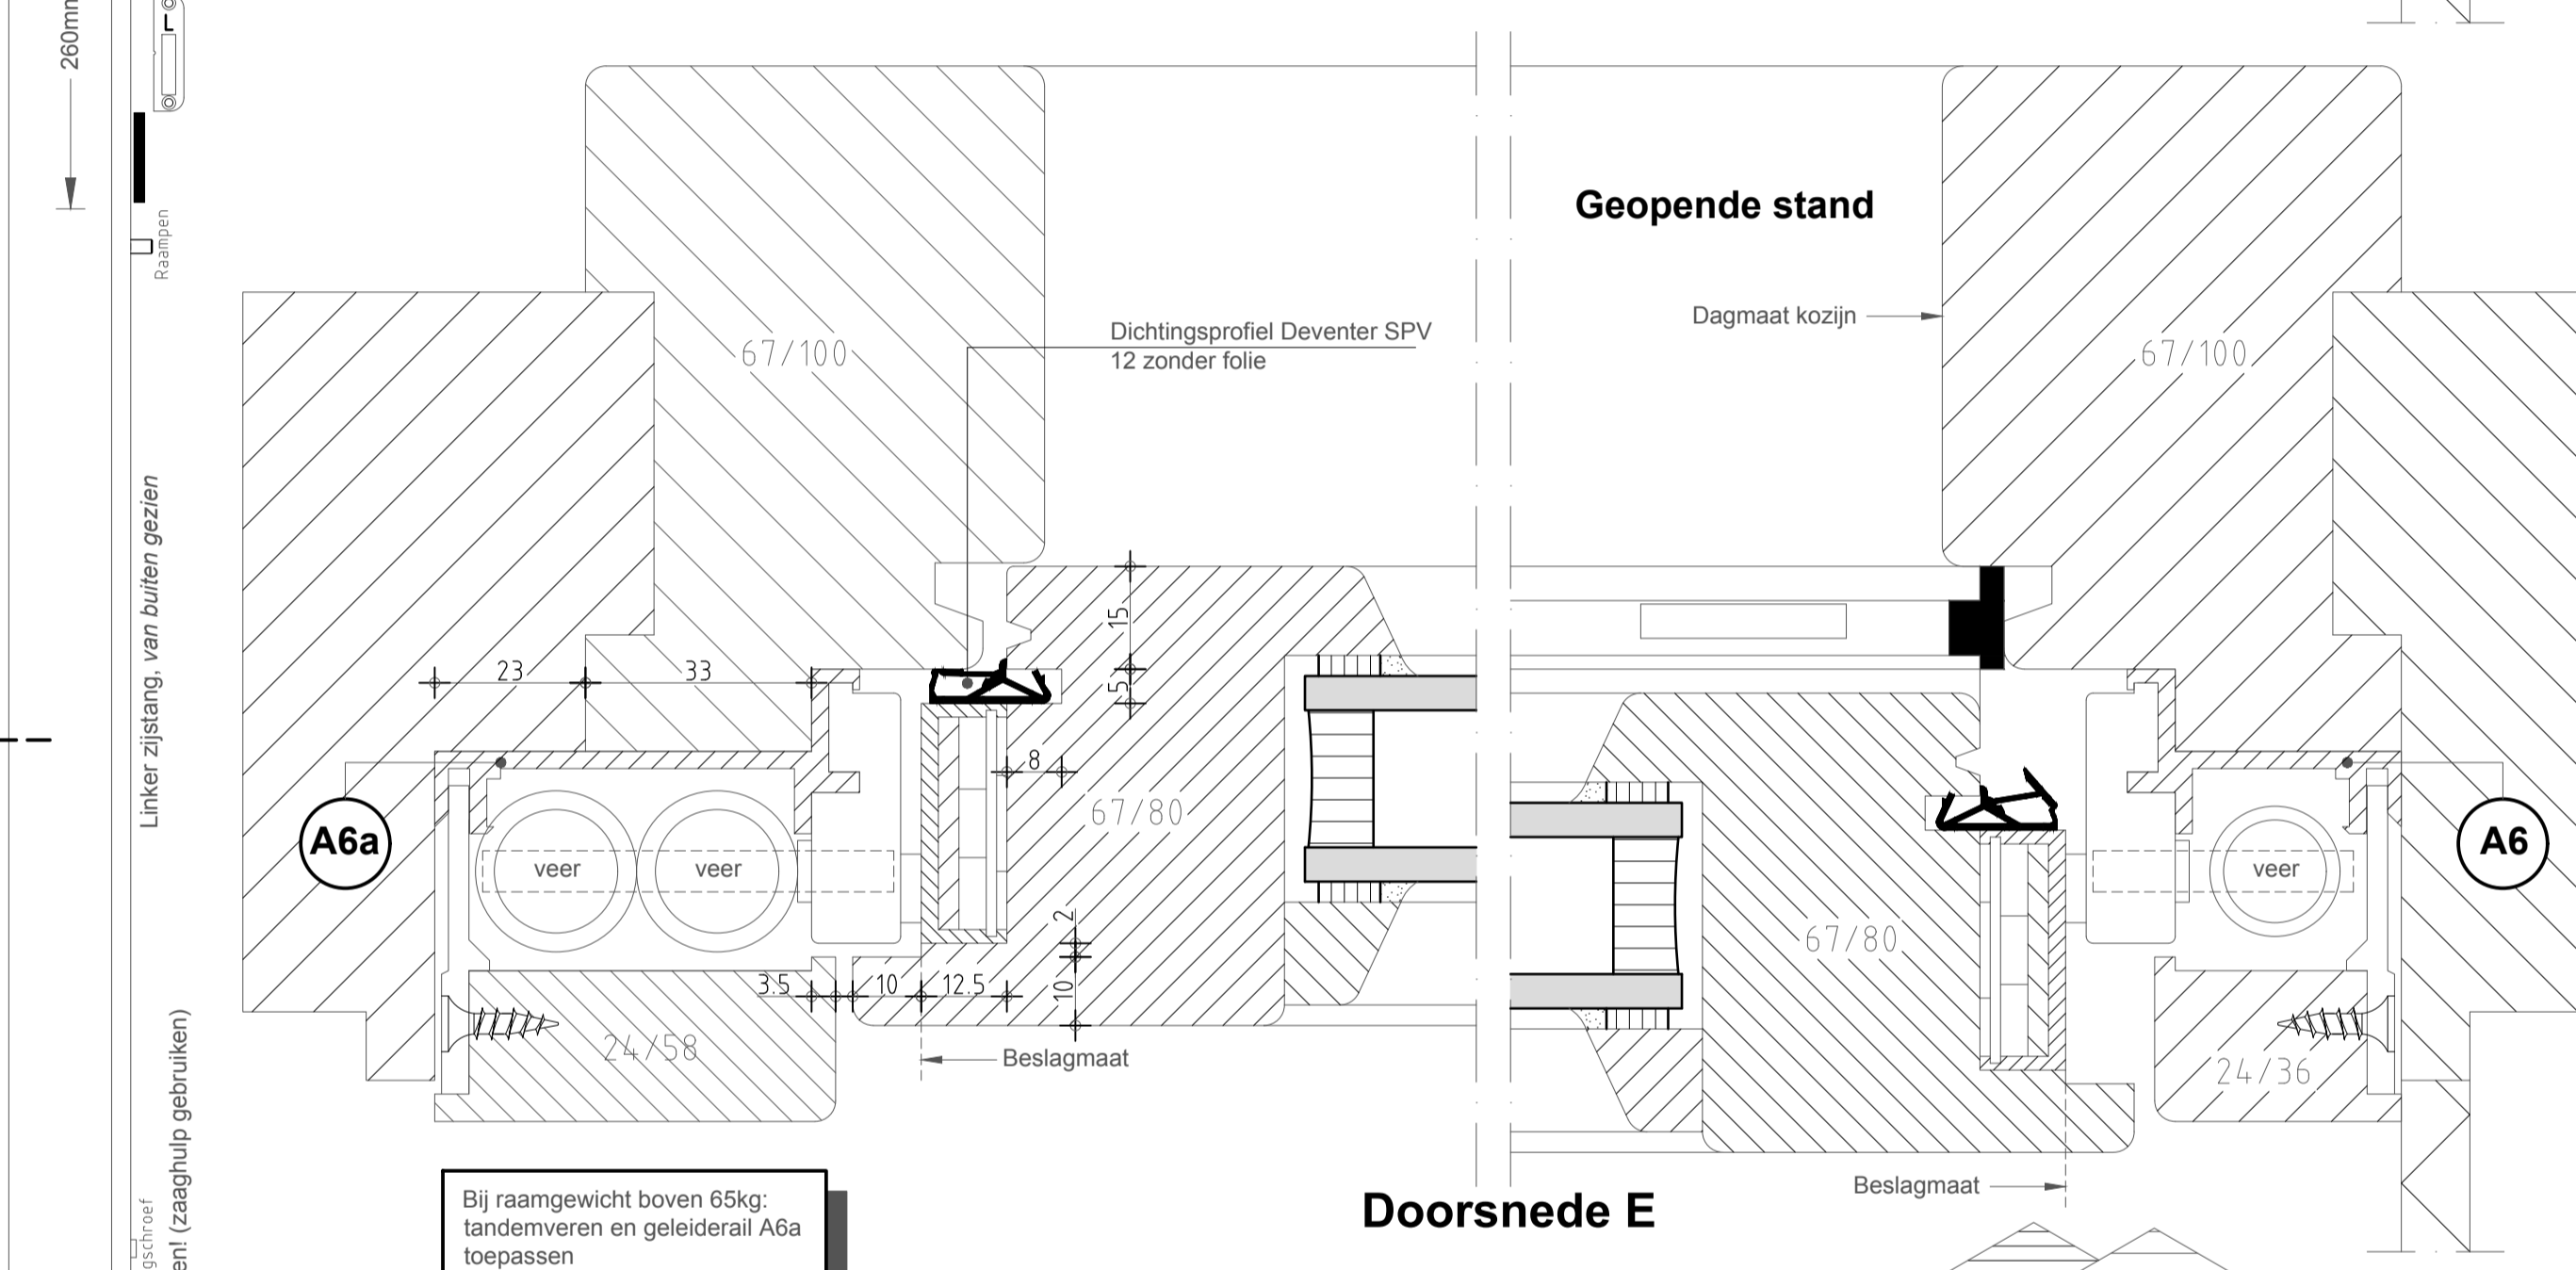 260mm
Raampen
Linker zijstang, van buiten gezien
en! (zaaghulp gebruiken)
gschroef
Geopende stand
Dagmaat kozijn
Dichtingsprofiel Deventer SPV
12 zonder folie
67/100
67/100
15
5
23
33
8
67/80
67/80
A6a
A6
veer
veer
veer
2
10
3.5
10
12.5
24/58
24/36
Beslagmaat
Beslagmaat
Doorsnede E
Bij raamgewicht boven 65kg:
tandemveren en geleiderail A6a
toepassen